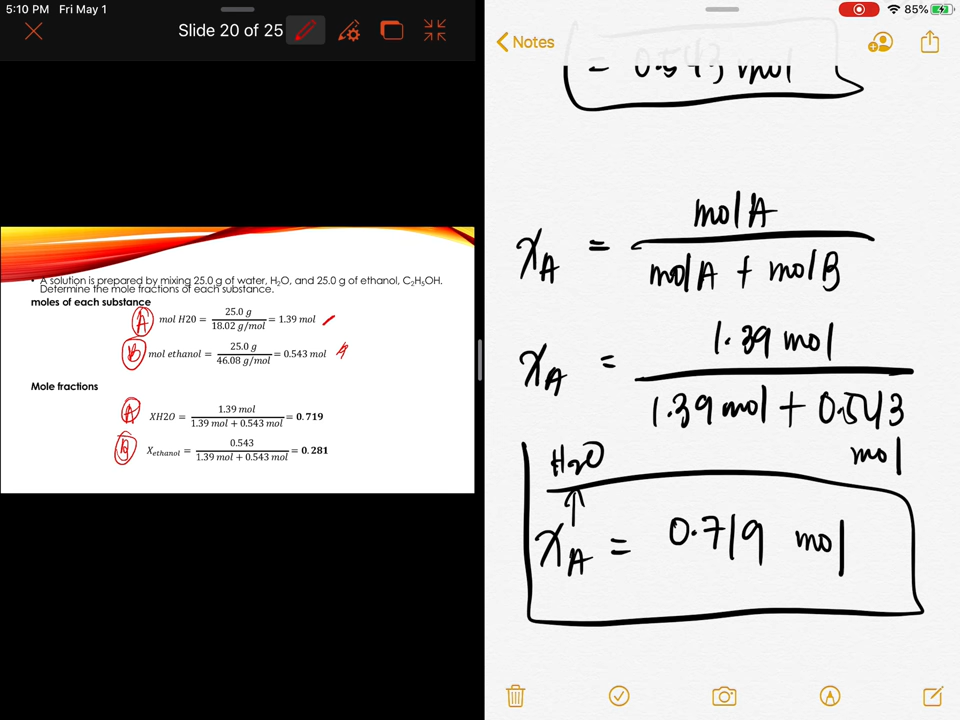 5:10 PM Fri May 1
85%
Slide 20 of 25
Notes
= 0.543 mol
• A solution is prepared by mixing 25.0 g of water, H₂O, and 25.0 g of ethanol, C₂H₅OH.
Determine the mole fractions of each substance.
moles of each substance
A mol H20 = 25.0 g / 18.02 g/mol = 1.39 mol
B mol ethanol = 25.0 g / 46.08 g/mol = 0.543 mol
Mole fractions
A XH2O = 1.39 mol / 1.39 mol + 0.543 mol = 0.719
B Xethanol = 0.543 / 1.39 mol + 0.543 mol = 0.281
χA = mol A / mol A + mol B
χA = 1.39 mol / 1.39 mol + 0.543 mol
H₂O
↑
χA = 0.719 mol